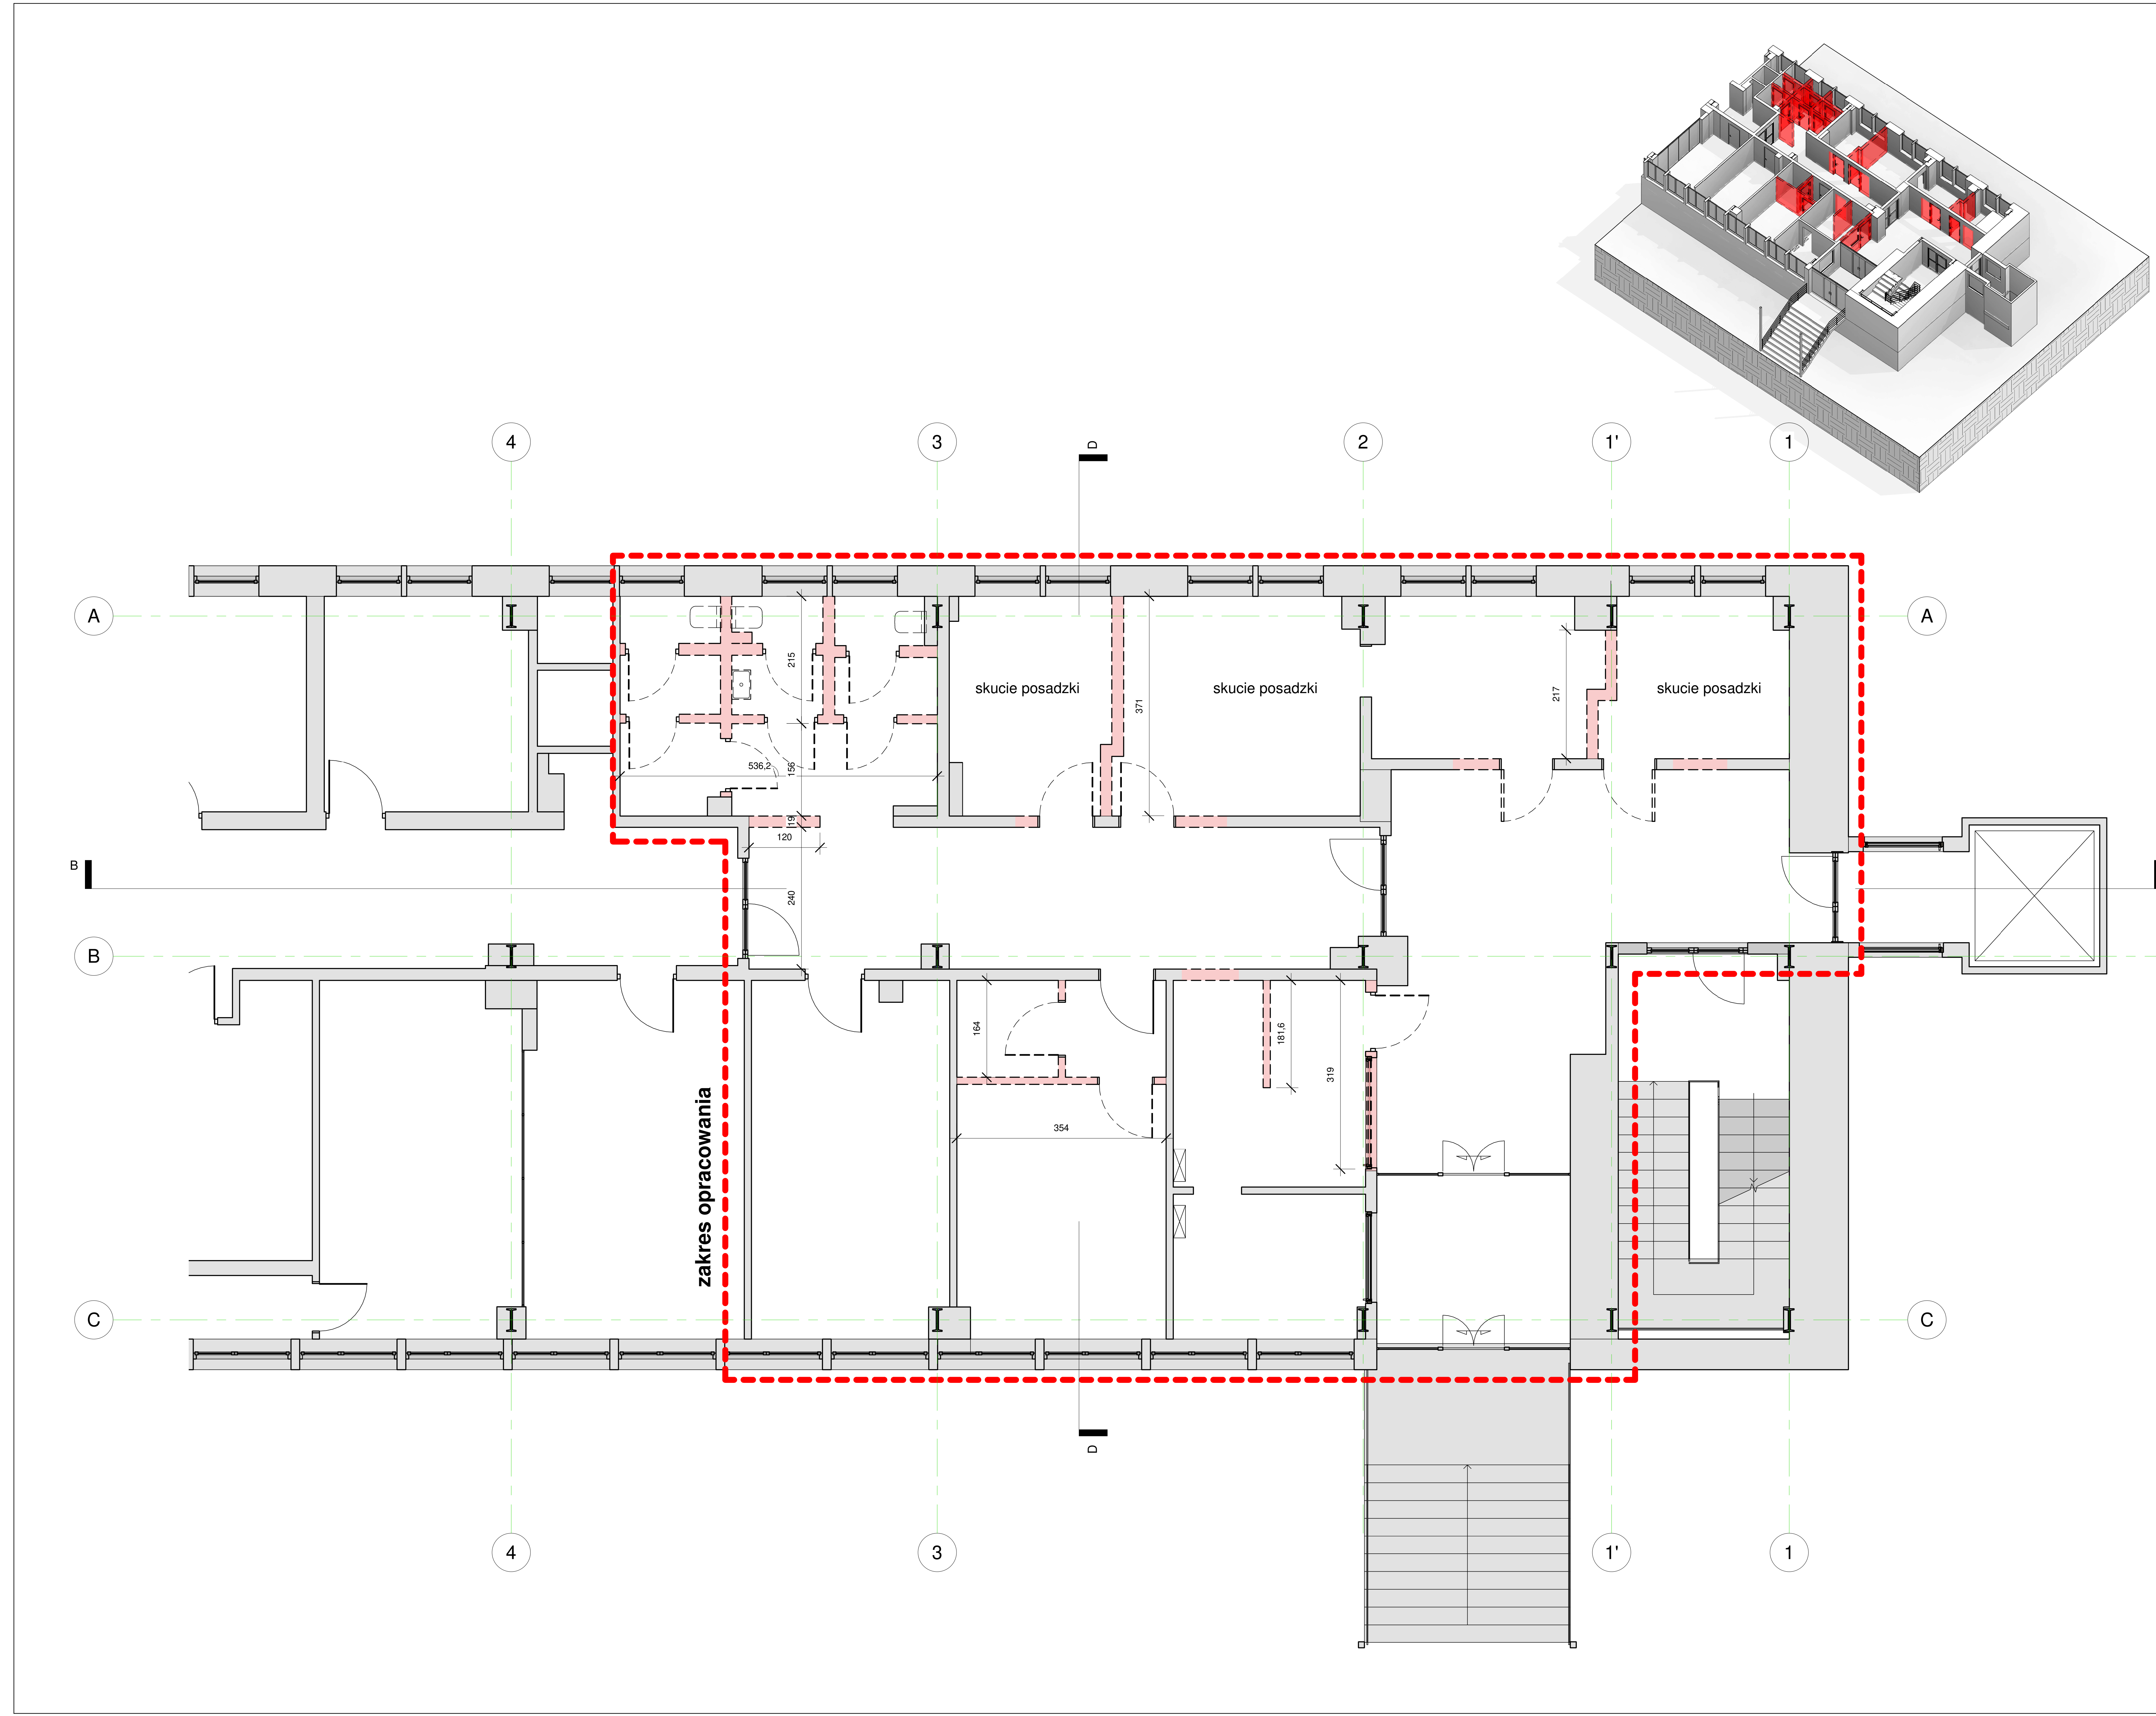 4
3
D
2
1'
1
A
A
215
skucie posadzki
skucie posadzki
skucie posadzki
371
217
536,2
156
19
120
B
240
B
164
181,6
319
zakres opracowania
354
C
C
D
4
3
1'
1